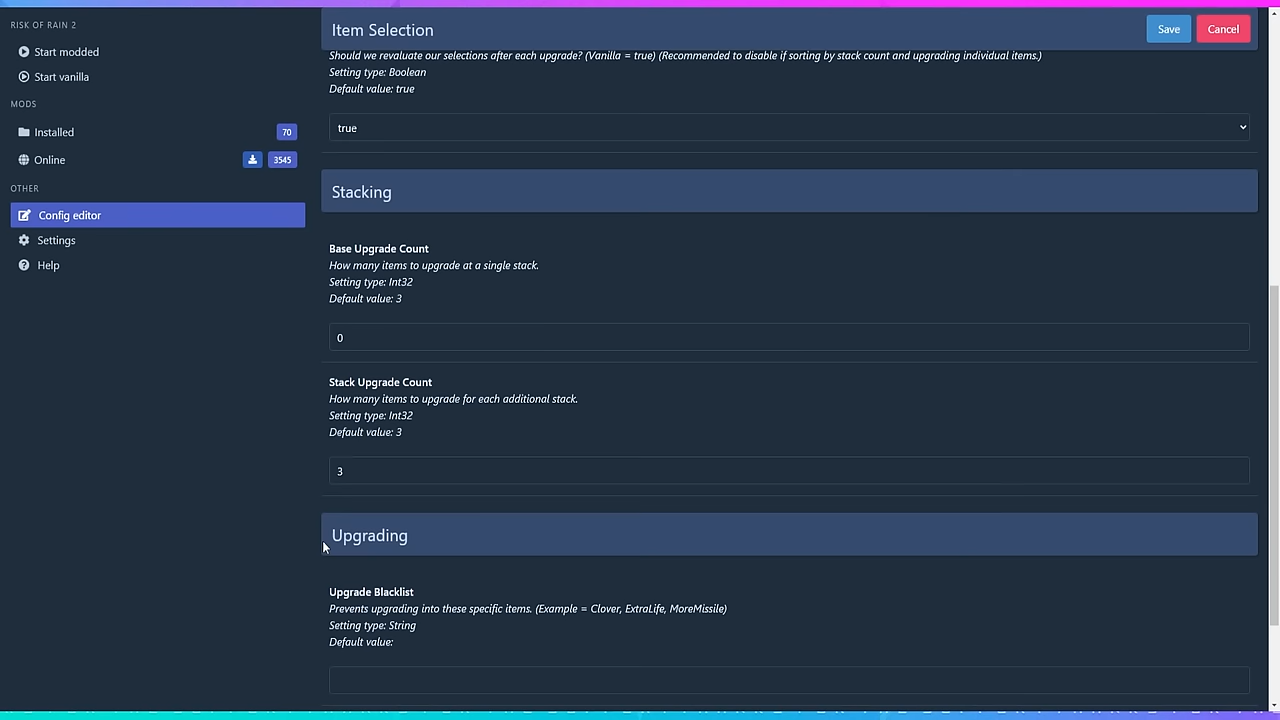 RISK OF RAIN 2
Start modded
Start vanilla
MODS
Installed 70
Online 3545
OTHER
Config editor
Settings
Help
Item Selection
Save Cancel
Should we revaluate our selections after each upgrade? (Vanilla = true) (Recommended to disable if sorting by stack count and upgrading individual items.)
Setting type: Boolean
Default value: true
true
Stacking
Base Upgrade Count
How many items to upgrade at a single stack.
Setting type: Int32
Default value: 3
0
Stack Upgrade Count
How many items to upgrade for each additional stack.
Setting type: Int32
Default value: 3
3
Upgrading
Upgrade Blacklist
Prevents upgrading into these specific items. (Example = Clover, ExtraLife, MoreMissile)
Setting type: String
Default value: